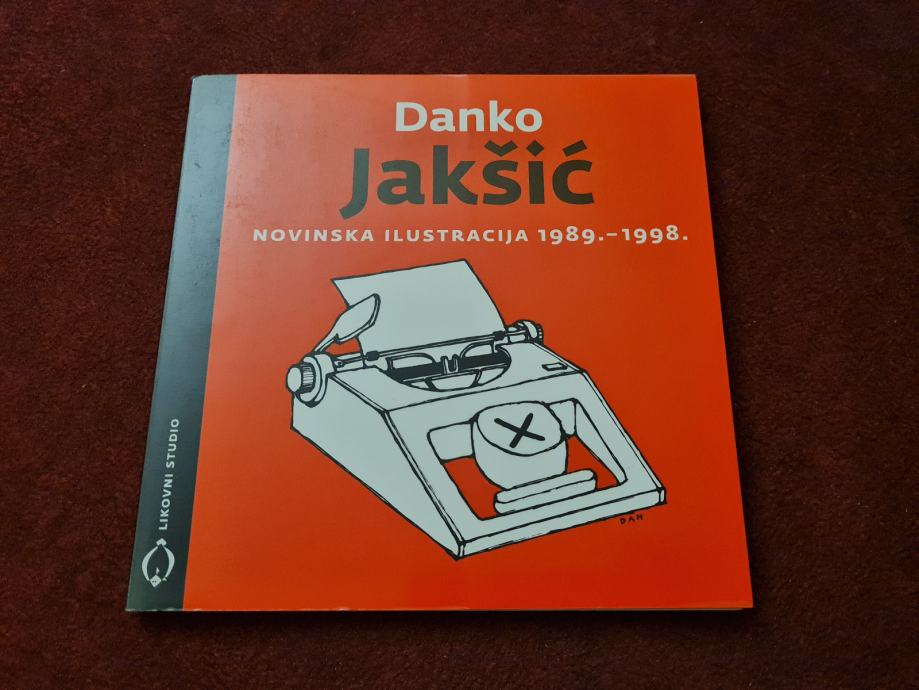 Danko
Jakšić
NOVINSKA ILUSTRACIJA 1989.–1998.
X
DAN
LIKOVNI STUDIO